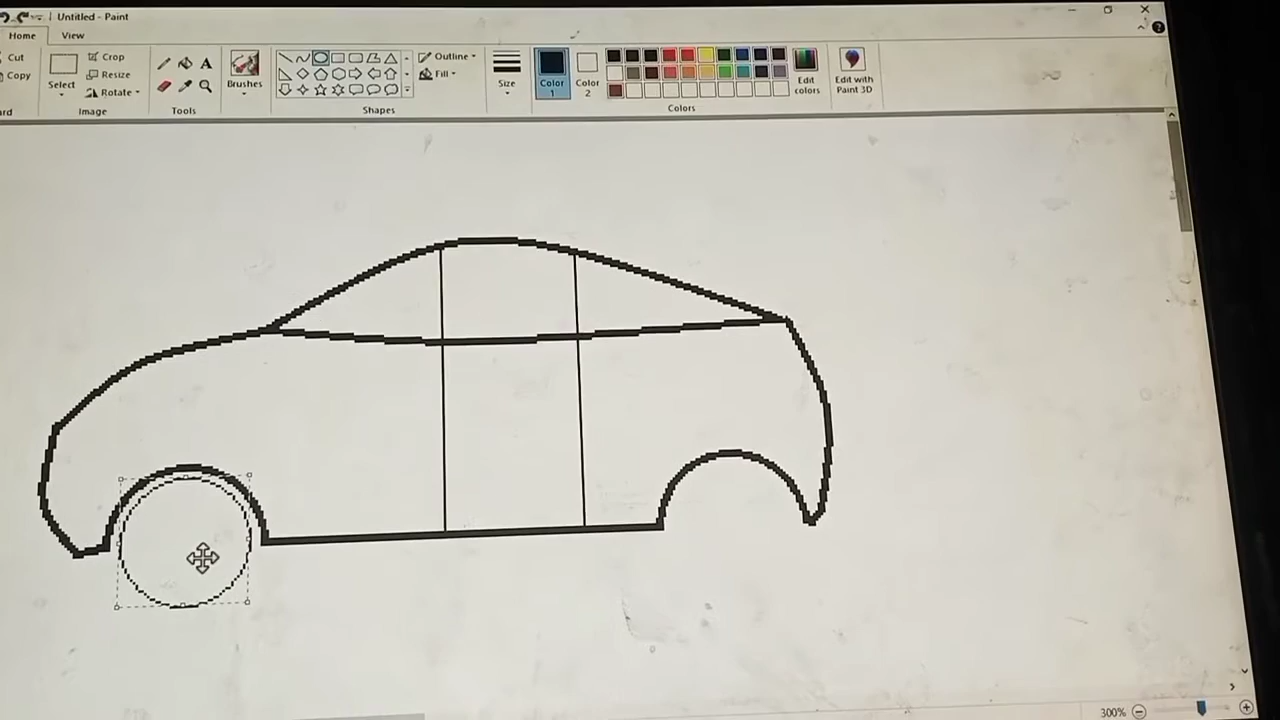 Untitled - Paint
Home View
Cut
Copy
Select
Crop
Resize
Rotate
Image
A
Tools
Brushes
Shapes
Outline
Fill
Size
Color 1
Color 2
Colors
Edit colors
Edit with Paint 3D
300%